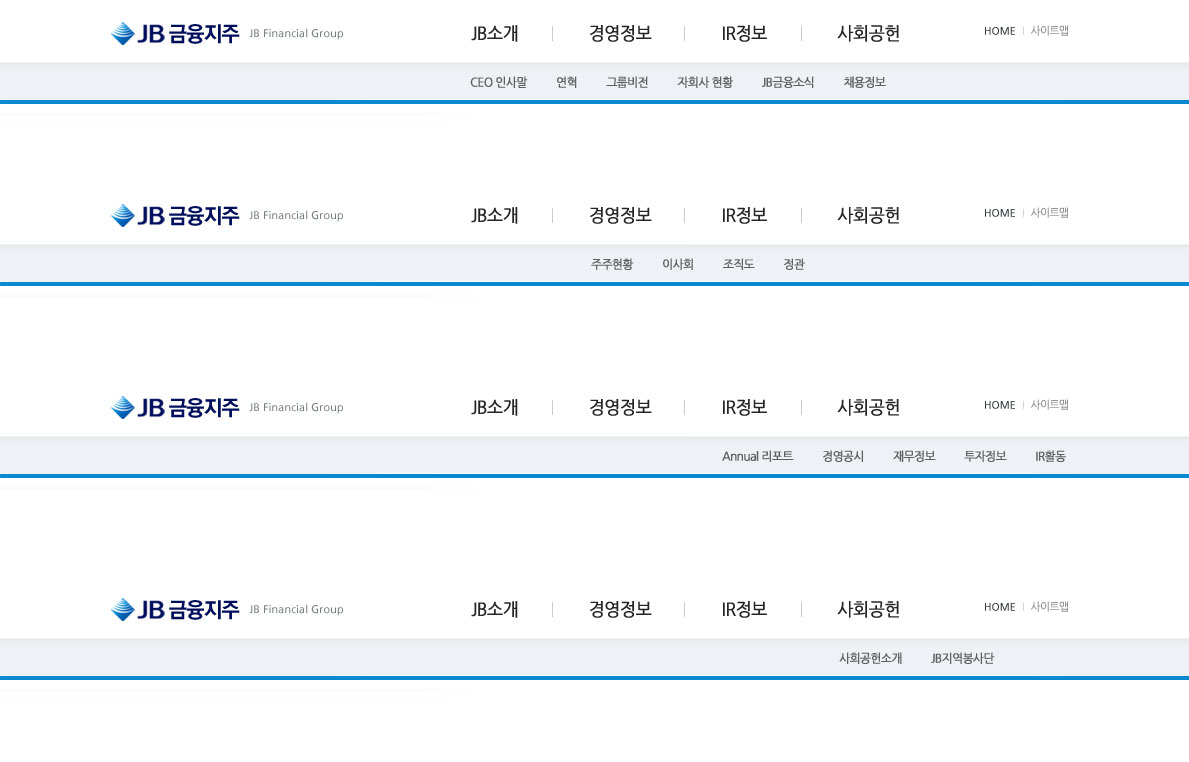 JB 금융지주 JB Financial Group JB소개 경영정보 IR정보 사회공헌 HOME 사이트맵
CEO 인사말 연혁 그룹비전 자회사 현황 JB금융소식 채용정보
JB 금융지주 JB Financial Group JB소개 경영정보 IR정보 사회공헌 HOME 사이트맵
주주현황 이사회 조직도 정관
JB 금융지주 JB Financial Group JB소개 경영정보 IR정보 사회공헌 HOME 사이트맵
Annual 리포트 경영공시 재무정보 투자정보 IR활동
JB 금융지주 JB Financial Group JB소개 경영정보 IR정보 사회공헌 HOME 사이트맵
사회공헌소개 JB지역봉사단